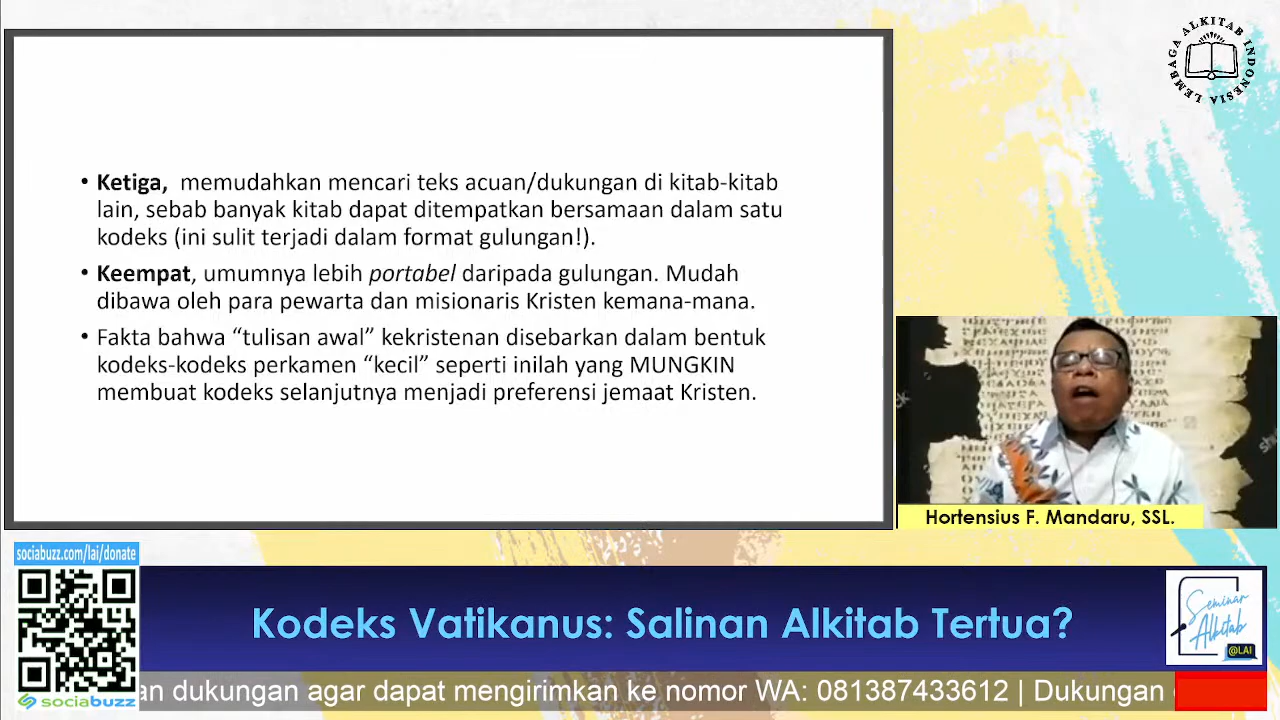 LEMBAGA ALKITAB INDONESIA
• Ketiga,  memudahkan mencari teks acuan/dukungan di kitab-kitab
lain, sebab banyak kitab dapat ditempatkan bersamaan dalam satu
kodeks (ini sulit terjadi dalam format gulungan!).
• Keempat, umumnya lebih portabel daripada gulungan. Mudah
dibawa oleh para pewarta dan misionaris Kristen kemana-mana.
• Fakta bahwa “tulisan awal” kekristenan disebarkan dalam bentuk
kodeks-kodeks perkamen “kecil” seperti inilah yang MUNGKIN
membuat kodeks selanjutnya menjadi preferensi jemaat Kristen.
Hortensius F. Mandaru, SSL.
sociabuzz.com/lai/donate
Kodeks Vatikanus: Salinan Alkitab Tertua?
Seminar
Alkitab
@LAI
an dukungan agar dapat mengirimkan ke nomor WA: 081387433612 | Dukungan
sociabuzz